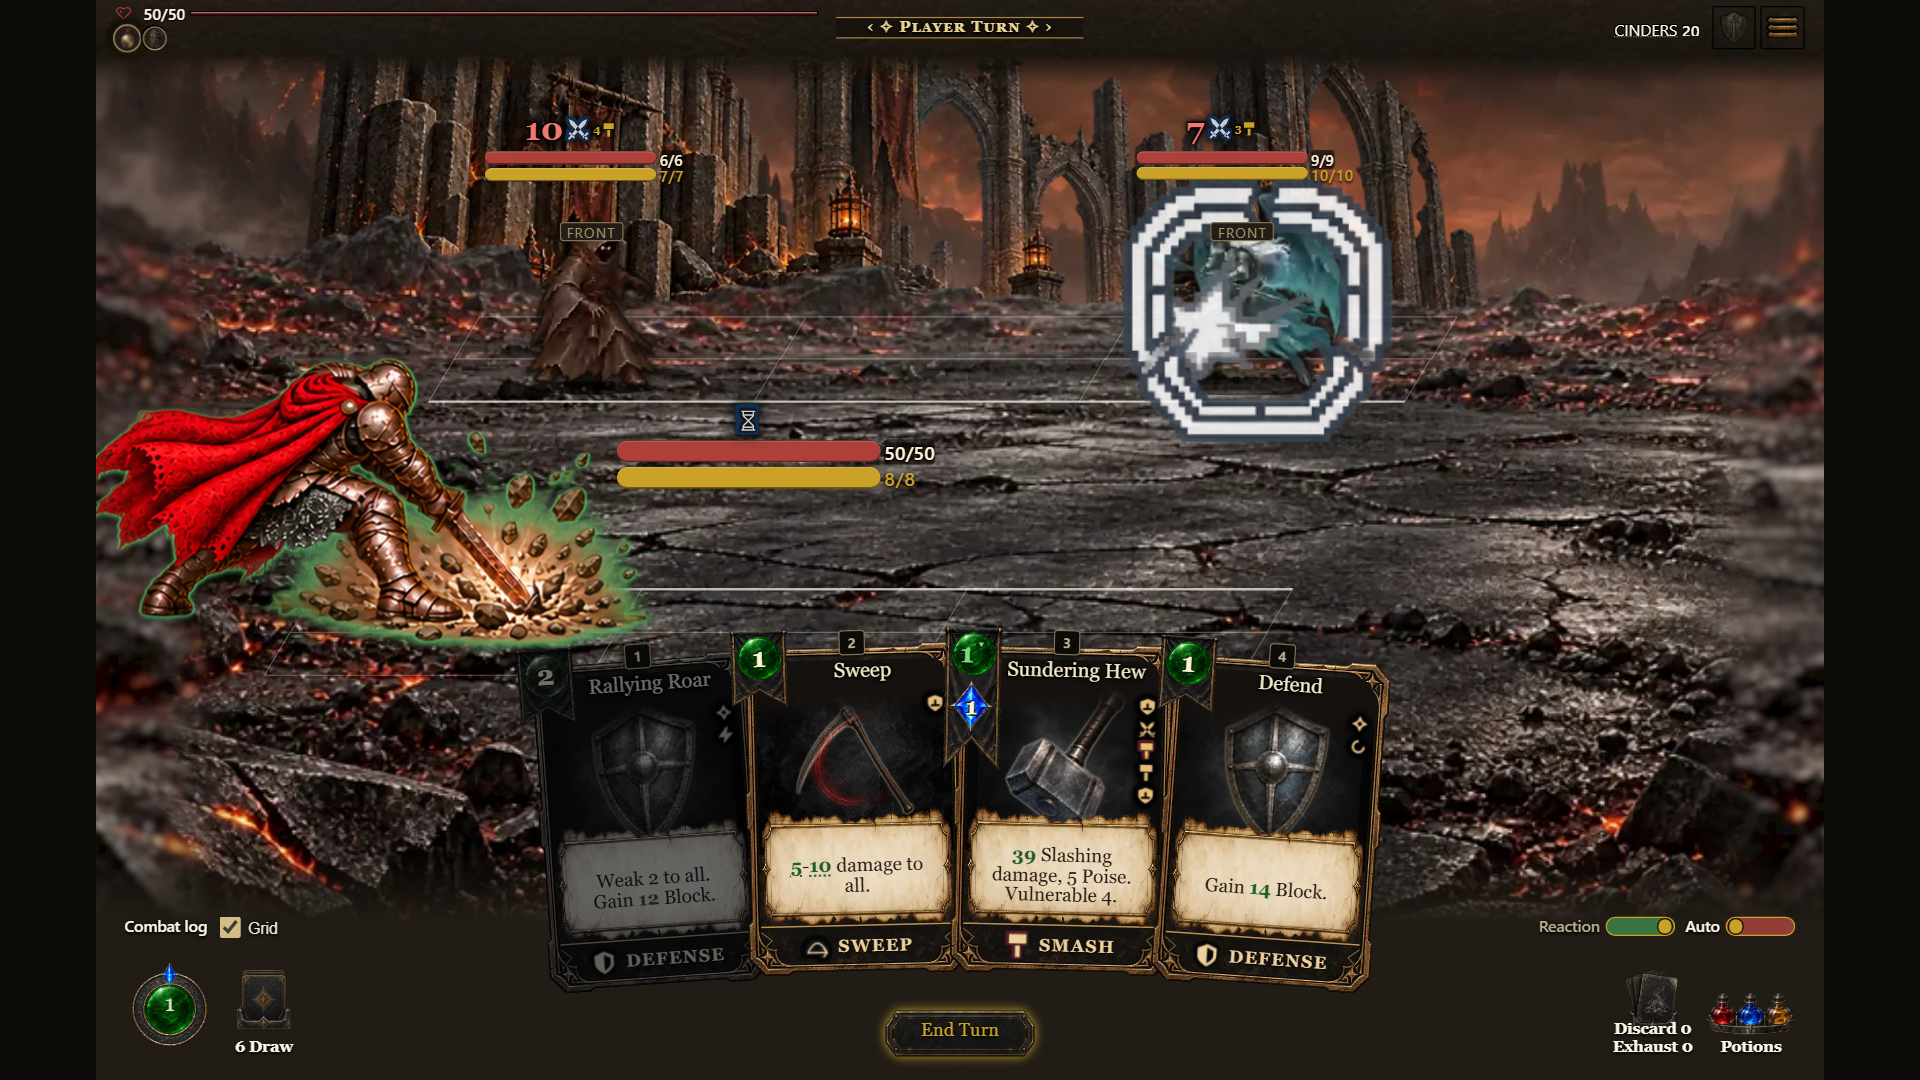 50/50
‹ ✧ PLAYER TURN ✧ ›
CINDERS 20
10 4
6/6
7/7
7 3
9/9
10/10
FRONT
FRONT
50/50
8/8
1
2
Rallying Roar
Weak 2 to all.
Gain 12 Block.
DEFENSE
2
1
Sweep
5-10 damage to
all.
SWEEP
3
1
1
Sundering Hew
39 Slashing
damage, 5 Poise.
Vulnerable 4.
SMASH
4
1
Defend
Gain 14 Block.
DEFENSE
Combat log
Grid
Reaction
Auto
1
6 Draw
End Turn
Discard 0
Exhaust 0
Potions